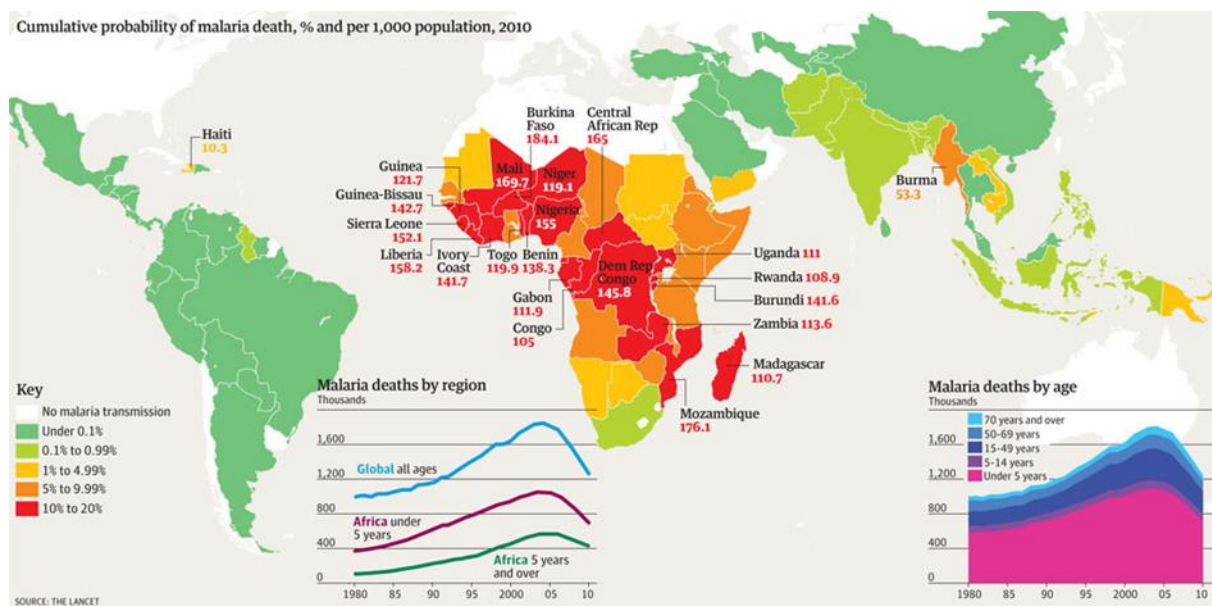 Cumulative probability of malaria death, % and per 1,000 population, 2010
Haiti
10.3
Burkina
Faso
184.1
Central
African Rep
165
Guinea
121.7
Mali
169.7
Niger
119.1
Guinea-Bissau
142.7
Nigeria
155
Sierra Leone
152.1
Liberia
158.2
Ivory
Coast
141.7
Togo
119.9
Benin
138.3
Gabon
111.9
Congo
105
Dem Rep
Congo
145.8
Uganda 111
Rwanda 108.9
Burundi 141.6
Zambia 113.6
Madagascar
110.7
Mozambique
176.1
Burma
53.3
Key
No malaria transmission
Under 0.1%
0.1% to 0.99%
1% to 4.99%
5% to 9.99%
10% to 20%
Malaria deaths by region
Thousands
1,600
1,200
800
400
0
Global all ages
Africa under
5 years
Africa 5 years
and over
1980 85 90 95 2000 05 10
Malaria deaths by age
Thousands
1,600
1,200
800
400
0
70 years and over
50-69 years
15-49 years
5-14 years
Under 5 years
1980 85 90 95 2000 05 10
SOURCE: THE LANCET